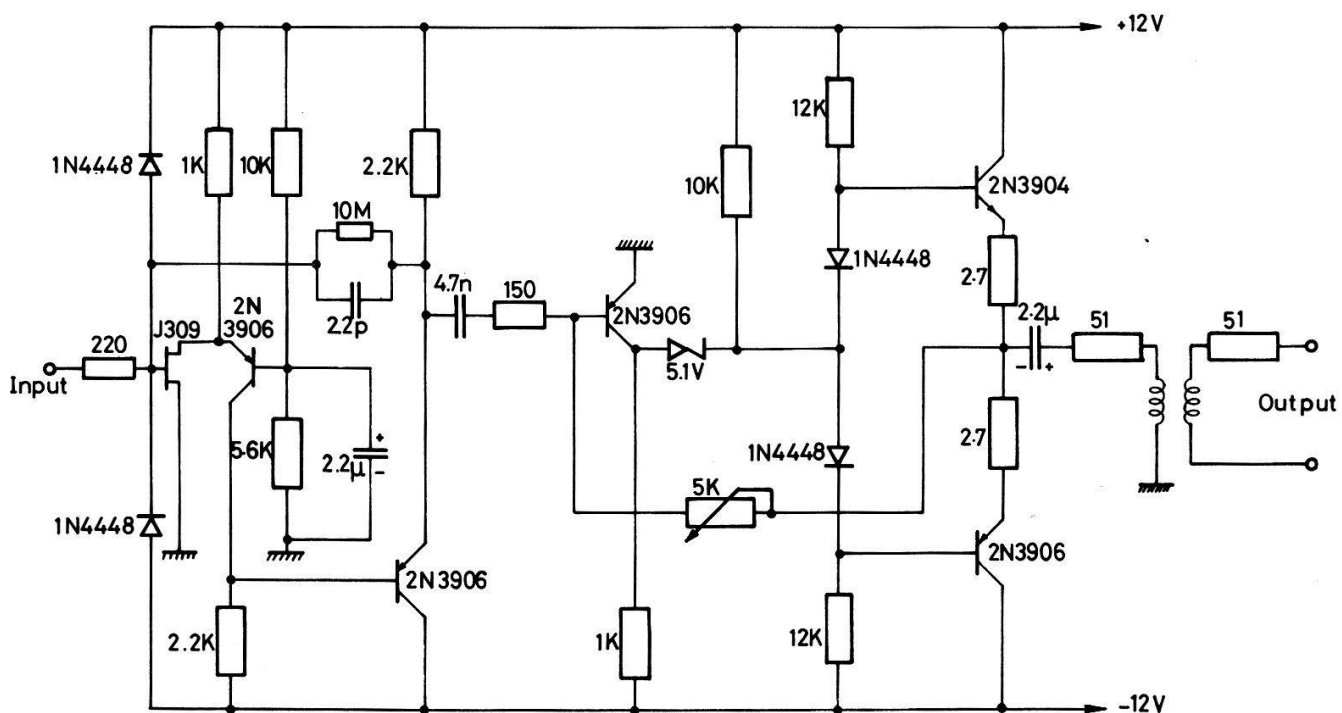 +12V
12K
1N4448
1K
10K
2.2K
10K
2N3904
10M
1N4448
2.7
4.7n
150
2N
3906
2.2p
2N3906
2.2µ
51
51
J309
220
5.1V
- +
Input
Output
5.6K
+
2.2µ
-
1N4448
2.7
5K
1N4448
2N3906
2N3906
2.2K
1K
12K
-12V